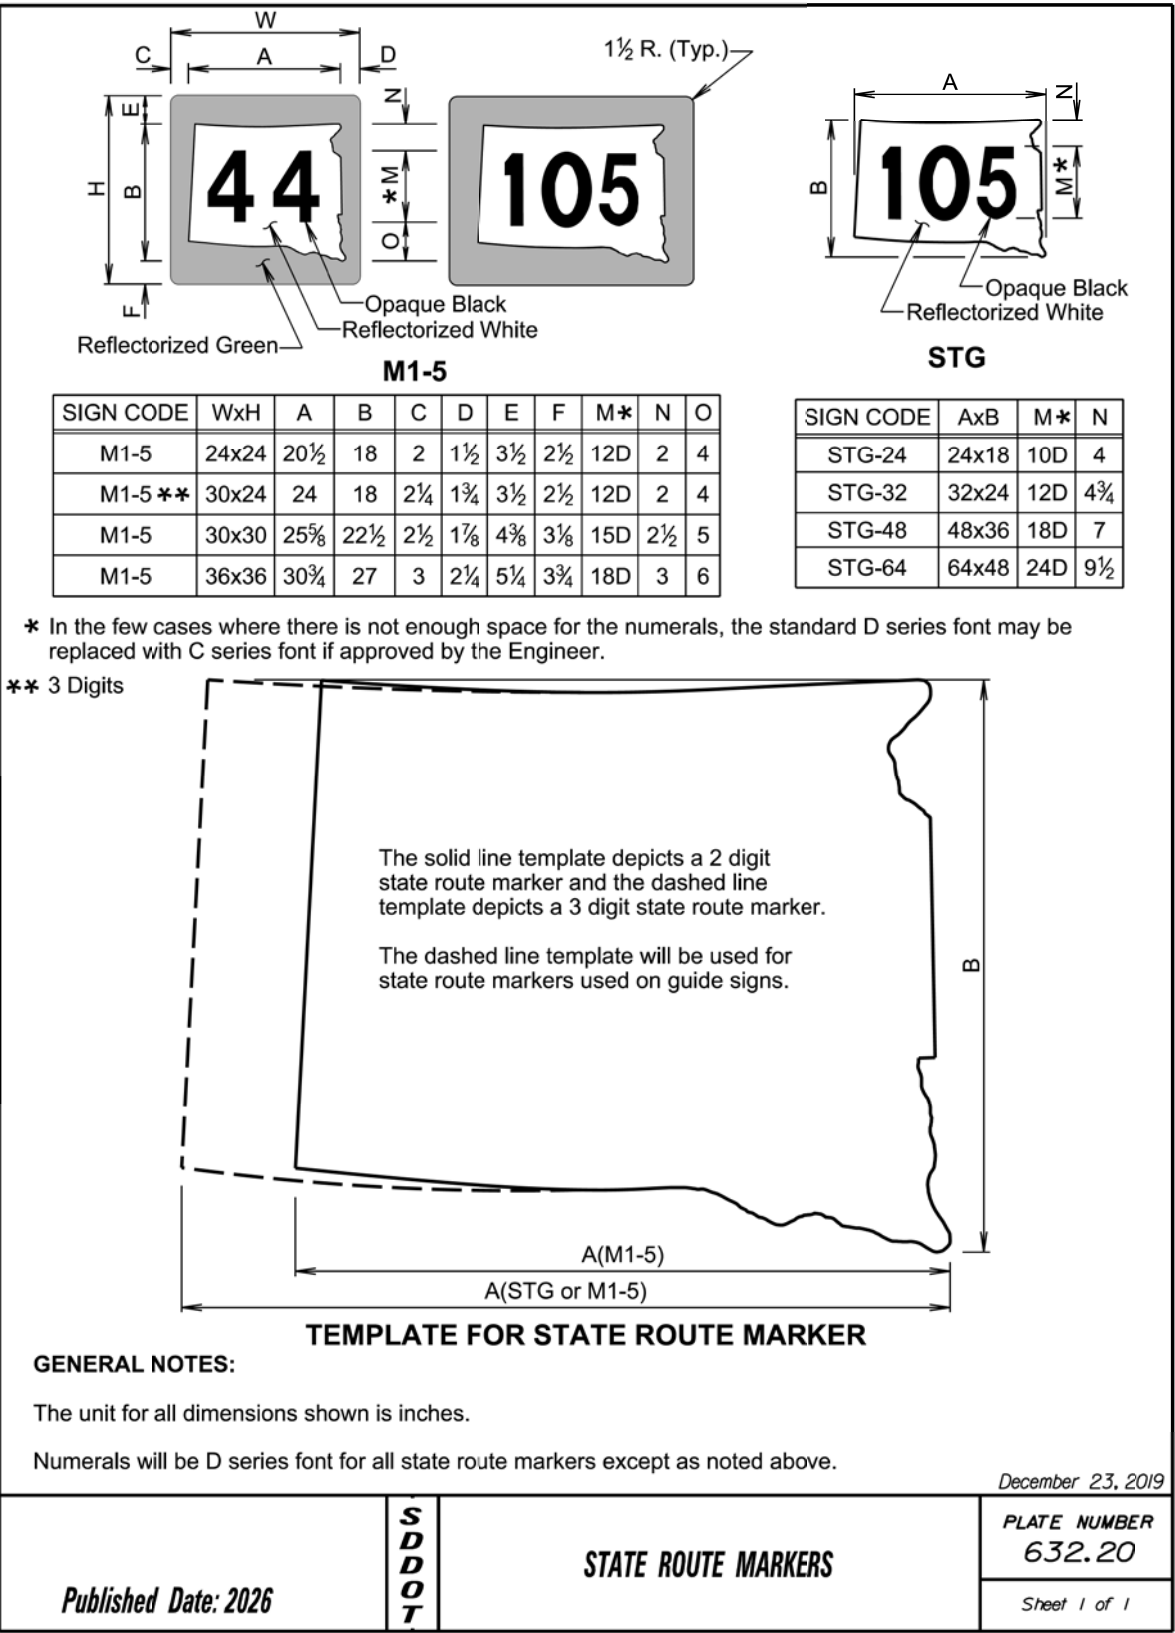 W
C A D
E
H B
F
N
*M
O
44
105
1½ R. (Typ.)
A
N
B
M*
105
Opaque Black
Reflectorized White
Reflectorized Green
Opaque Black
Reflectorized White
M1-5
STG
SIGN CODE WxH A B C D E F M* N O
M1-5 24x24 20½ 18 2 1½ 3½ 2½ 12D 2 4
M1-5 ** 30x24 24 18 2¼ 1¾ 3½ 2½ 12D 2 4
M1-5 30x30 25⅝ 22½ 2½ 1⅞ 4⅜ 3⅛ 15D 2½ 5
M1-5 36x36 30¾ 27 3 2¼ 5¼ 3¾ 18D 3 6
SIGN CODE AxB M* N
STG-24 24x18 10D 4
STG-32 32x24 12D 4¾
STG-48 48x36 18D 7
STG-64 64x48 24D 9½
* In the few cases where there is not enough space for the numerals, the standard D series font may be
replaced with C series font if approved by the Engineer.
** 3 Digits
The solid line template depicts a 2 digit
state route marker and the dashed line
template depicts a 3 digit state route marker.
The dashed line template will be used for
state route markers used on guide signs.
B
A(M1-5)
A(STG or M1-5)
TEMPLATE FOR STATE ROUTE MARKER
GENERAL NOTES:
The unit for all dimensions shown is inches.
Numerals will be D series font for all state route markers except as noted above.
December 23, 2019
Published Date: 2026
SDDOT
STATE ROUTE MARKERS
PLATE NUMBER
632.20
Sheet 1 of 1